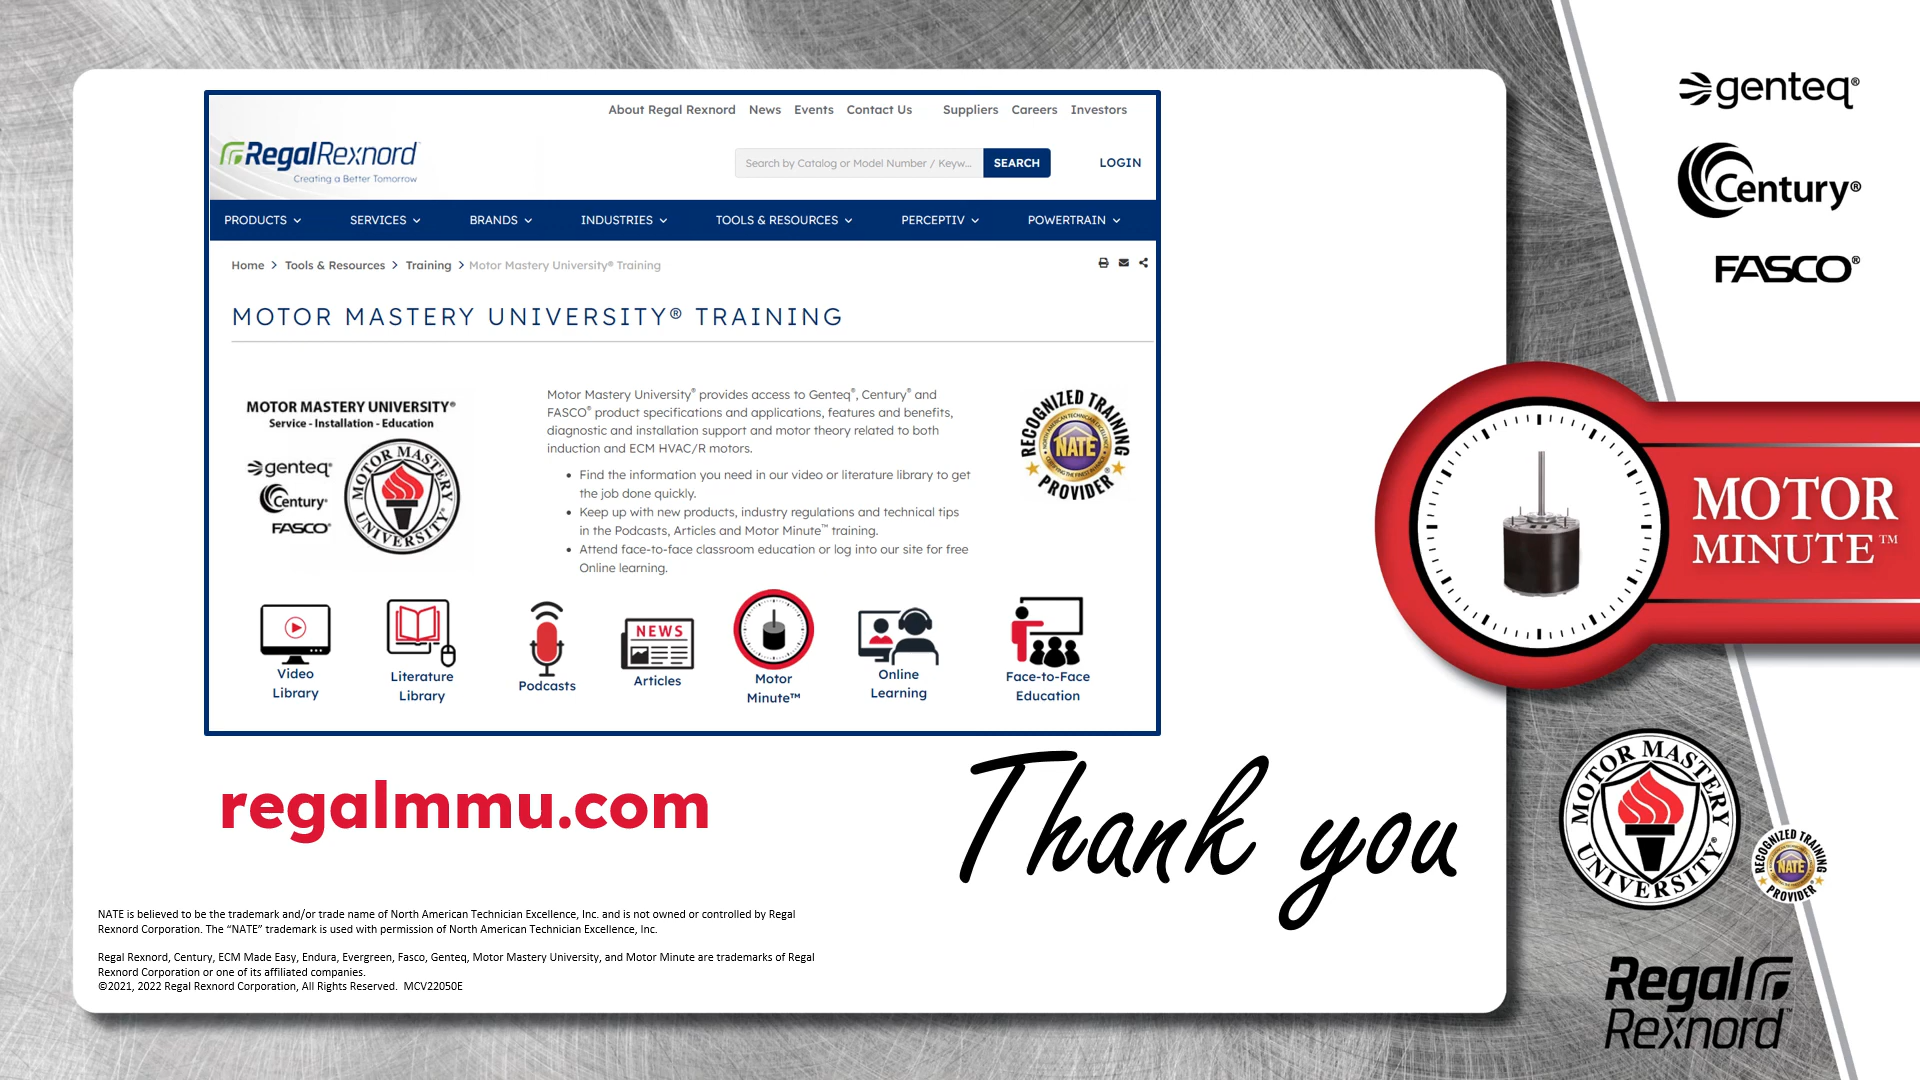 About Regal Rexnord News Events Contact Us Suppliers Careers Investors
RegalRexnord
Creating a Better Tomorrow
Search by Catalog or Model Number / Keyw... SEARCH LOGIN
PRODUCTS SERVICES BRANDS INDUSTRIES TOOLS & RESOURCES PERCEPTIV POWERTRAIN
Home > Tools & Resources > Training > Motor Mastery University® Training
MOTOR MASTERY UNIVERSITY® TRAINING
MOTOR MASTERY UNIVERSITY®
Service - Installation - Education
genteq®
Century®
FASCO®
MOTOR MASTERY UNIVERSITY®
Motor Mastery University® provides access to Genteq®, Century® and
FASCO® product specifications and applications, features and benefits,
diagnostic and installation support and motor theory related to both
induction and ECM HVAC/R motors.
• Find the information you need in our video or literature library to get
the job done quickly.
• Keep up with new products, industry regulations and technical tips
in the Podcasts, Articles and Motor Minute™ training.
• Attend face-to-face classroom education or log into our site for free
Online learning.
RECOGNIZED TRAINING
NATE
PROVIDER
Video
Library
Literature
Library
Podcasts
NEWS
Articles
Motor
Minute™
Online
Learning
Face-to-Face
Education
regalmmu.com
Thank you
NATE is believed to be the trademark and/or trade name of North American Technician Excellence, Inc. and is not owned or controlled by Regal
Rexnord Corporation. The “NATE” trademark is used with permission of North American Technician Excellence, Inc.
Regal Rexnord, Century, ECM Made Easy, Endura, Evergreen, Fasco, Genteq, Motor Mastery University, and Motor Minute are trademarks of Regal
Rexnord Corporation or one of its affiliated companies.
©2021, 2022 Regal Rexnord Corporation, All Rights Reserved. MCV22050E
genteq®
Century®
FASCO®
MOTOR
MINUTE™
MOTOR MASTERY UNIVERSITY®
RECOGNIZED TRAINING
NATE
PROVIDER
Regal
Rexnord™